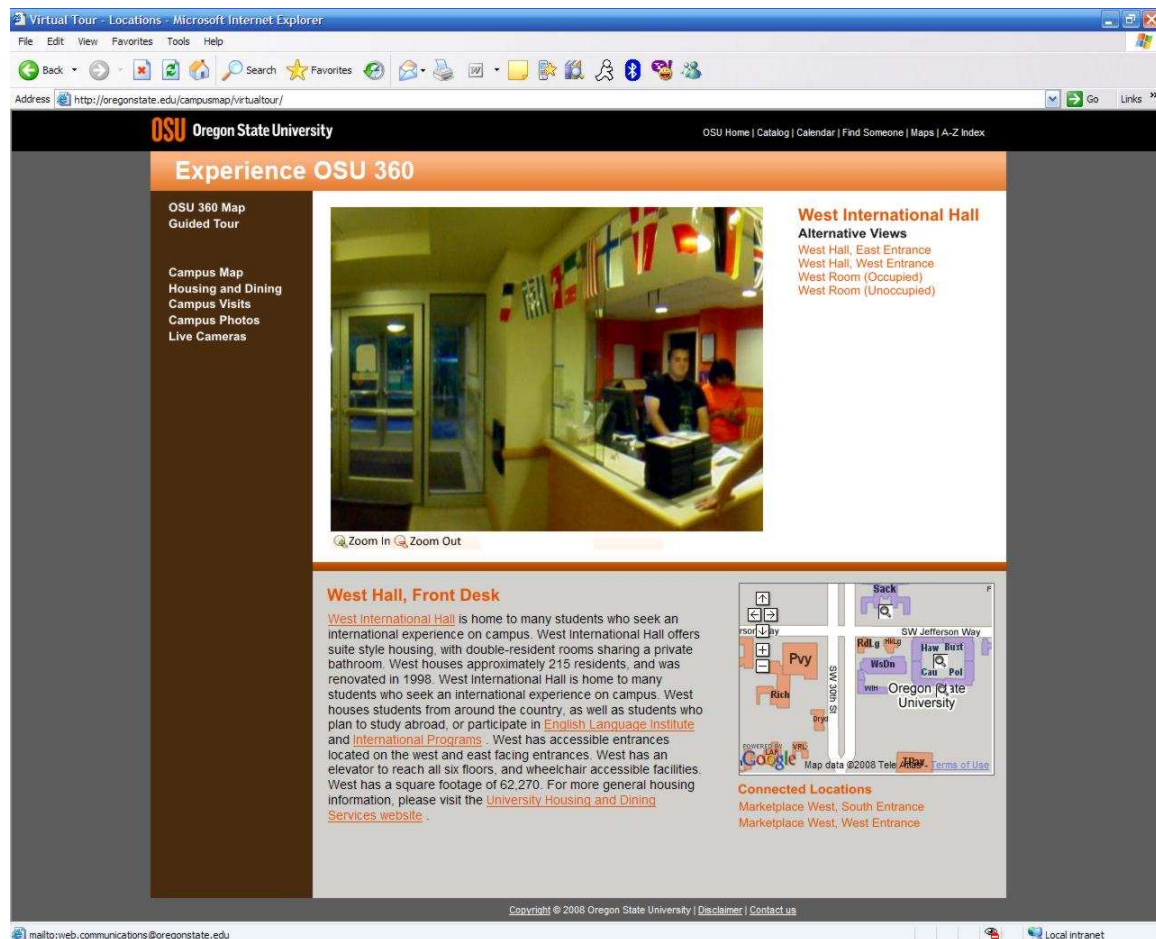 Virtual Tour - Locations - Microsoft Internet Explorer
File Edit View Favorites Tools Help
Back Search Favorites
Address http://oregonstate.edu/campusmap/virtualtour/ Go Links »
OSU Oregon State University
OSU Home | Catalog | Calendar | Find Someone | Maps | A-Z Index
Experience OSU 360
OSU 360 Map
Guided Tour
Campus Map
Housing and Dining
Campus Visits
Campus Photos
Live Cameras
West International Hall
Alternative Views
West Hall, East Entrance
West Hall, West Entrance
West Room (Occupied)
West Room (Unoccupied)
Zoom In Zoom Out
West Hall, Front Desk
West International Hall is home to many students who seek an
international experience on campus. West International Hall offers
suite style housing, with double-resident rooms sharing a private
bathroom. West houses approximately 215 residents, and was
renovated in 1998. West International Hall is home to many
students who seek an international experience on campus. West
houses students from around the country, as well as students who
plan to study abroad, or participate in English Language Institute
and International Programs . West has accessible entrances
located on the west and east facing entrances. West has an
elevator to reach all six floors, and wheelchair accessible facilities.
West has a square footage of 62,270. For more general housing
information, please visit the University Housing and Dining
Services website .
Sack
SW Jefferson Way
RdLg HkLg Haw Buxt
Pvy WsDn
Cau Pol
Rich WIH Oregon State
University
SW 30th St
Dryd
POWERED BY LAR VRL
Google Map data ©2008 Tele Atlas - Terms of Use
Connected Locations
Marketplace West, South Entrance
Marketplace West, West Entrance
Copyright © 2008 Oregon State University | Disclaimer | Contact us
mailto:web.communications@oregonstate.edu Local intranet